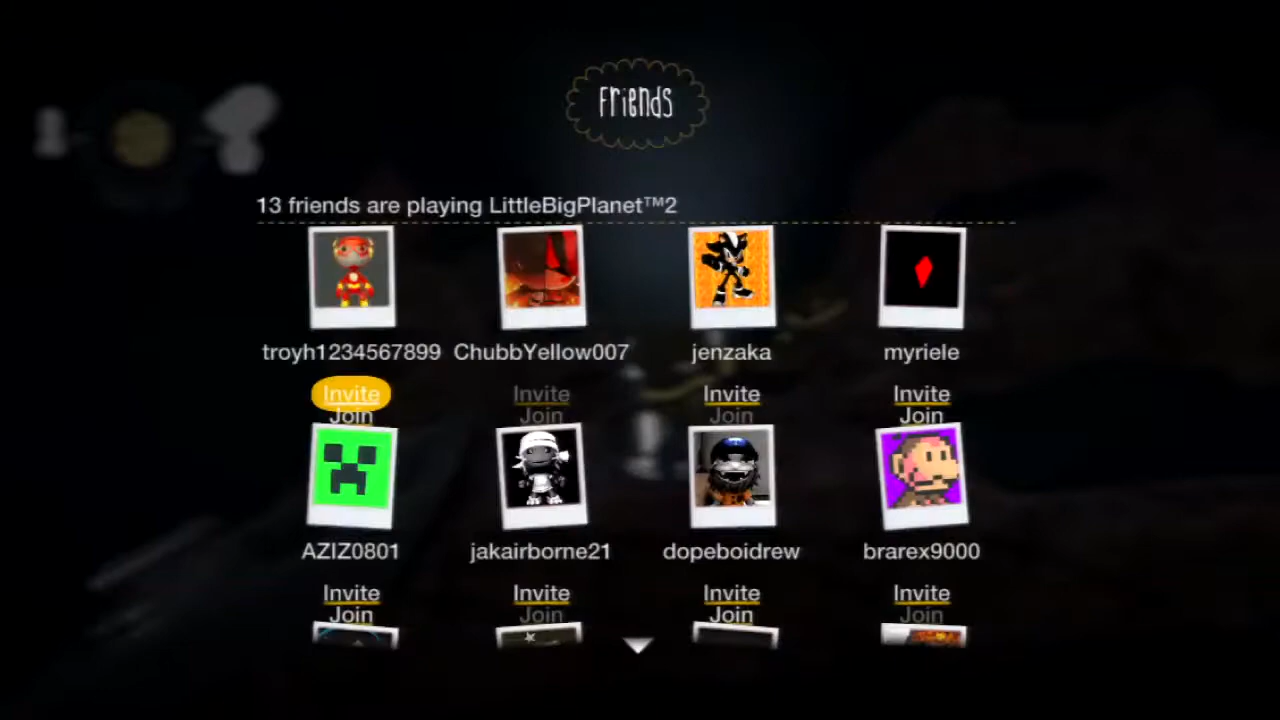 Friends
13 friends are playing LittleBigPlanet™2
troyh1234567899 ChubbYellow007 jenzaka myriele
Invite Invite Invite Invite
Join Join Join Join
AZIZ0801 jakairborne21 dopeboidrew brarex9000
Invite Invite Invite Invite
Join Join Join Join